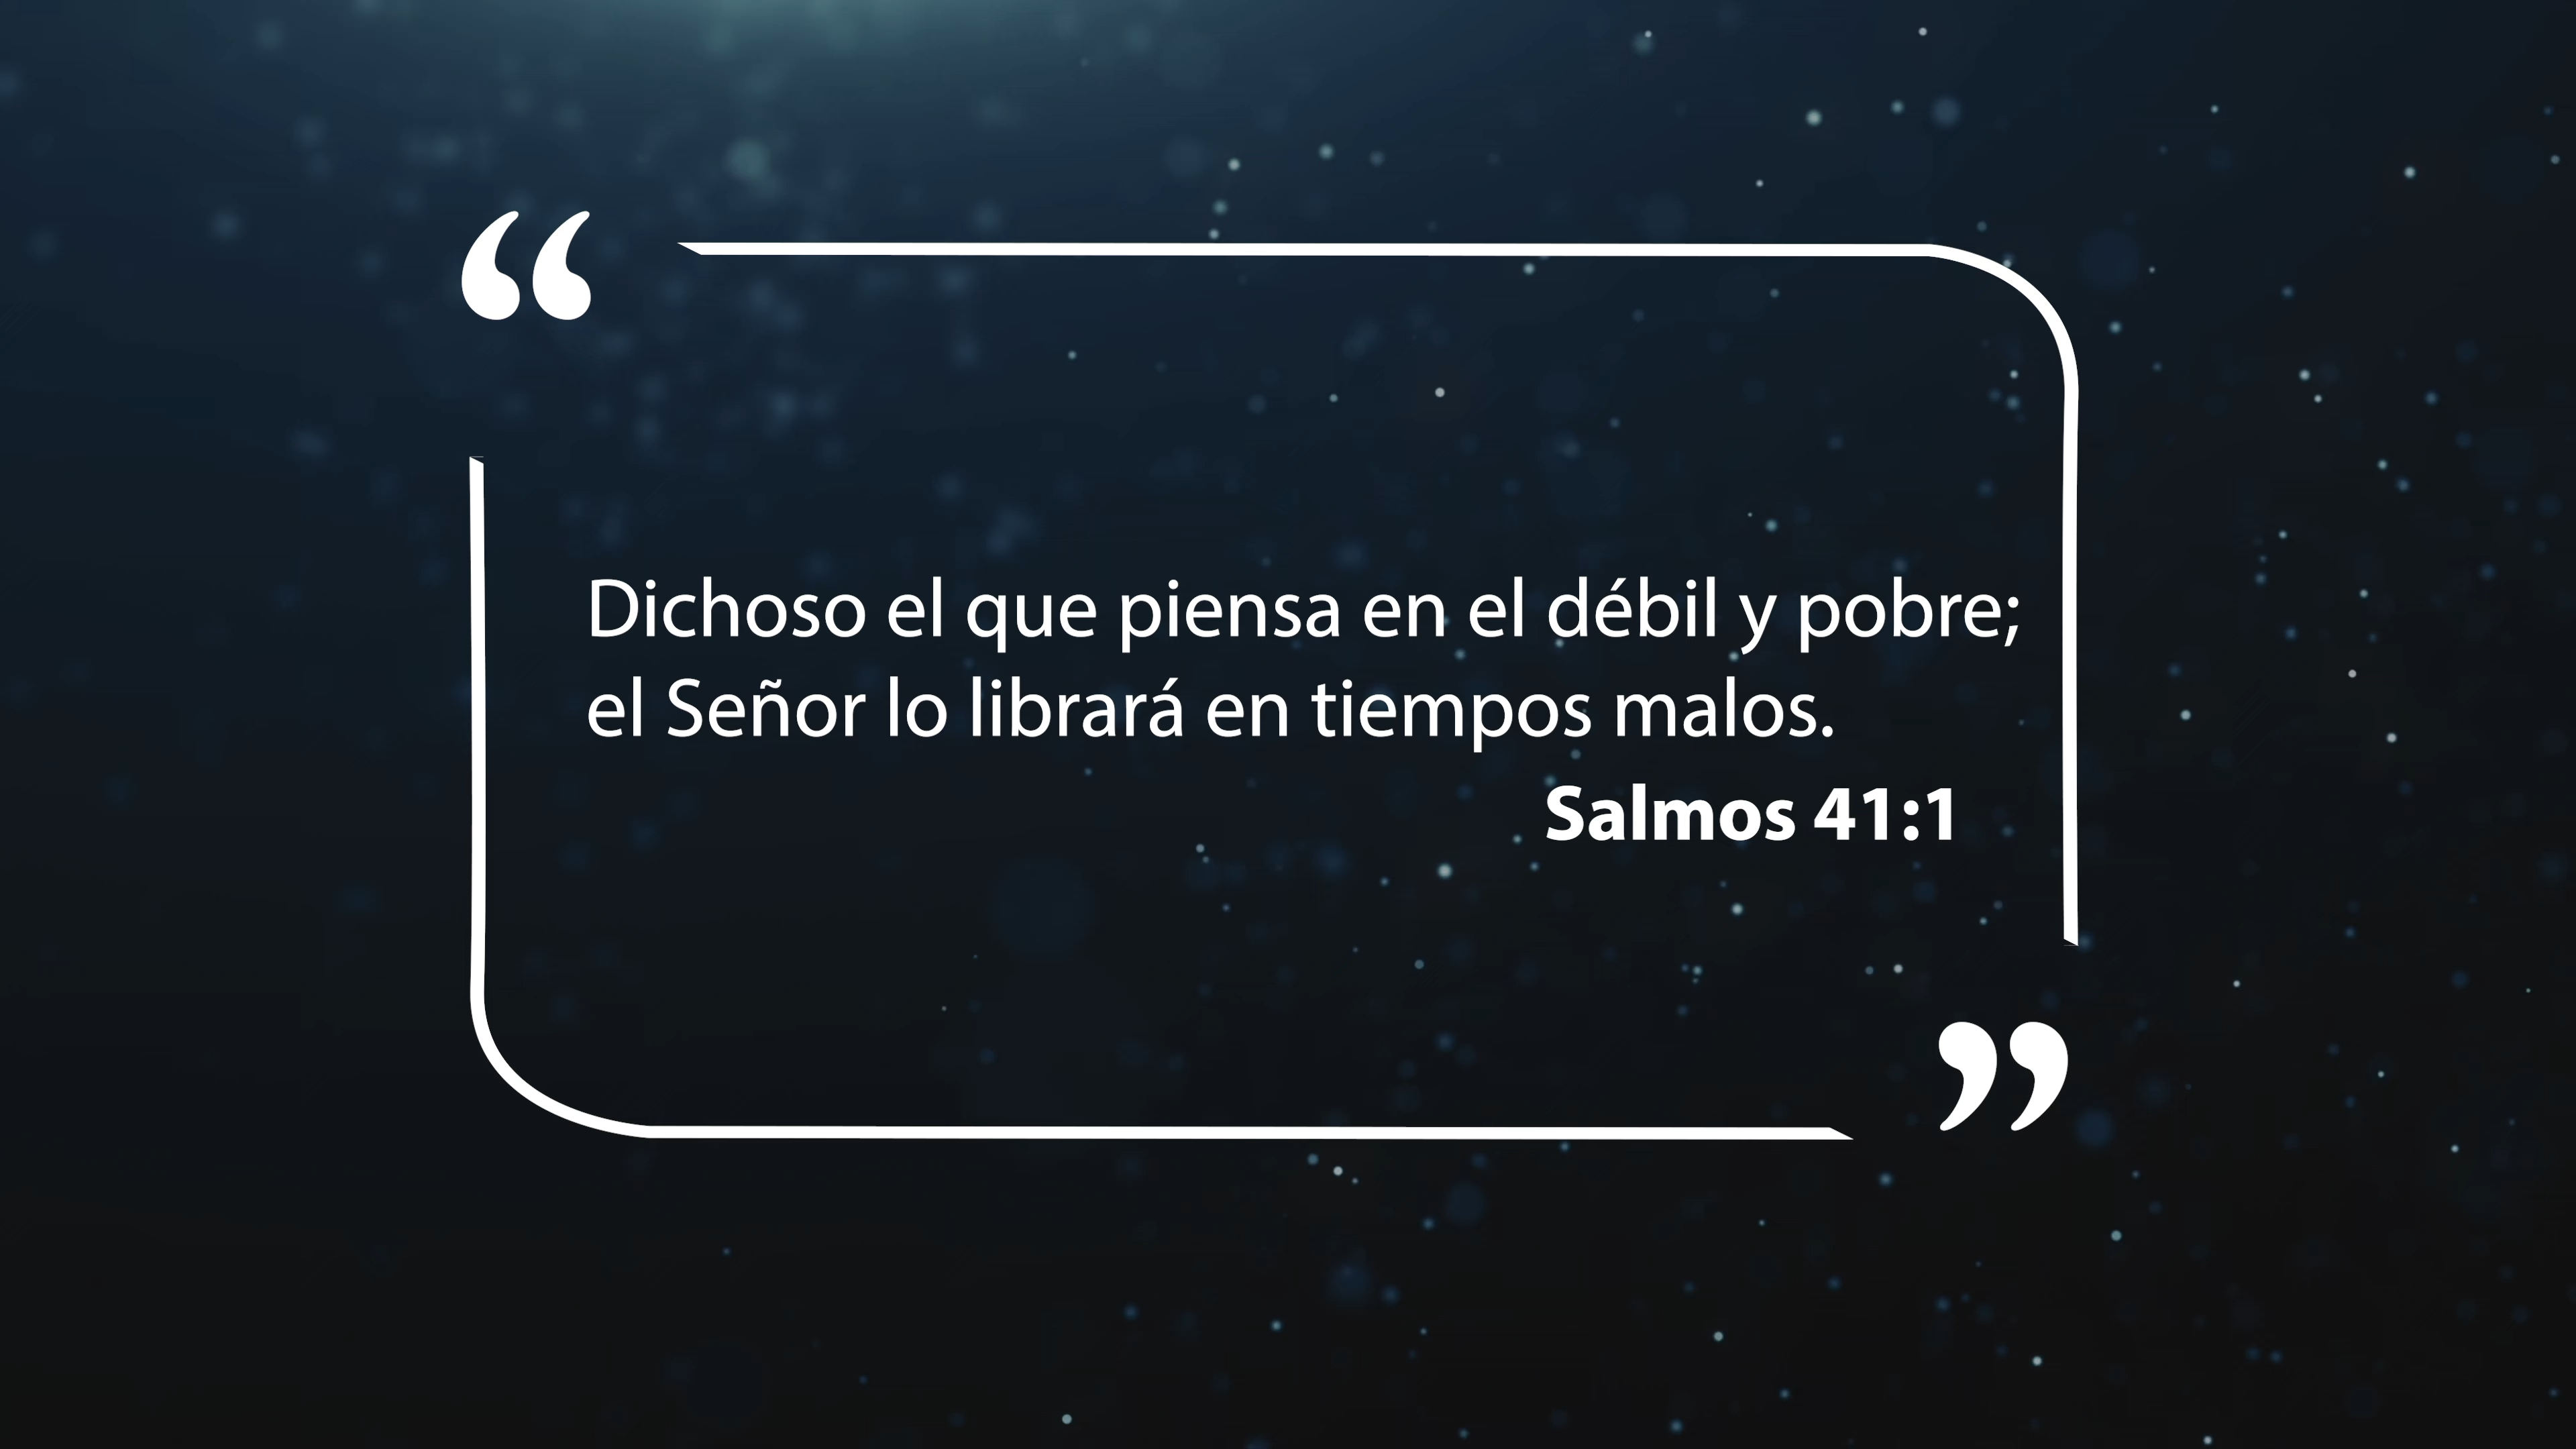 “
Dichoso el que piensa en el débil y pobre;
el Señor lo librará en tiempos malos.
Salmos 41:1
”